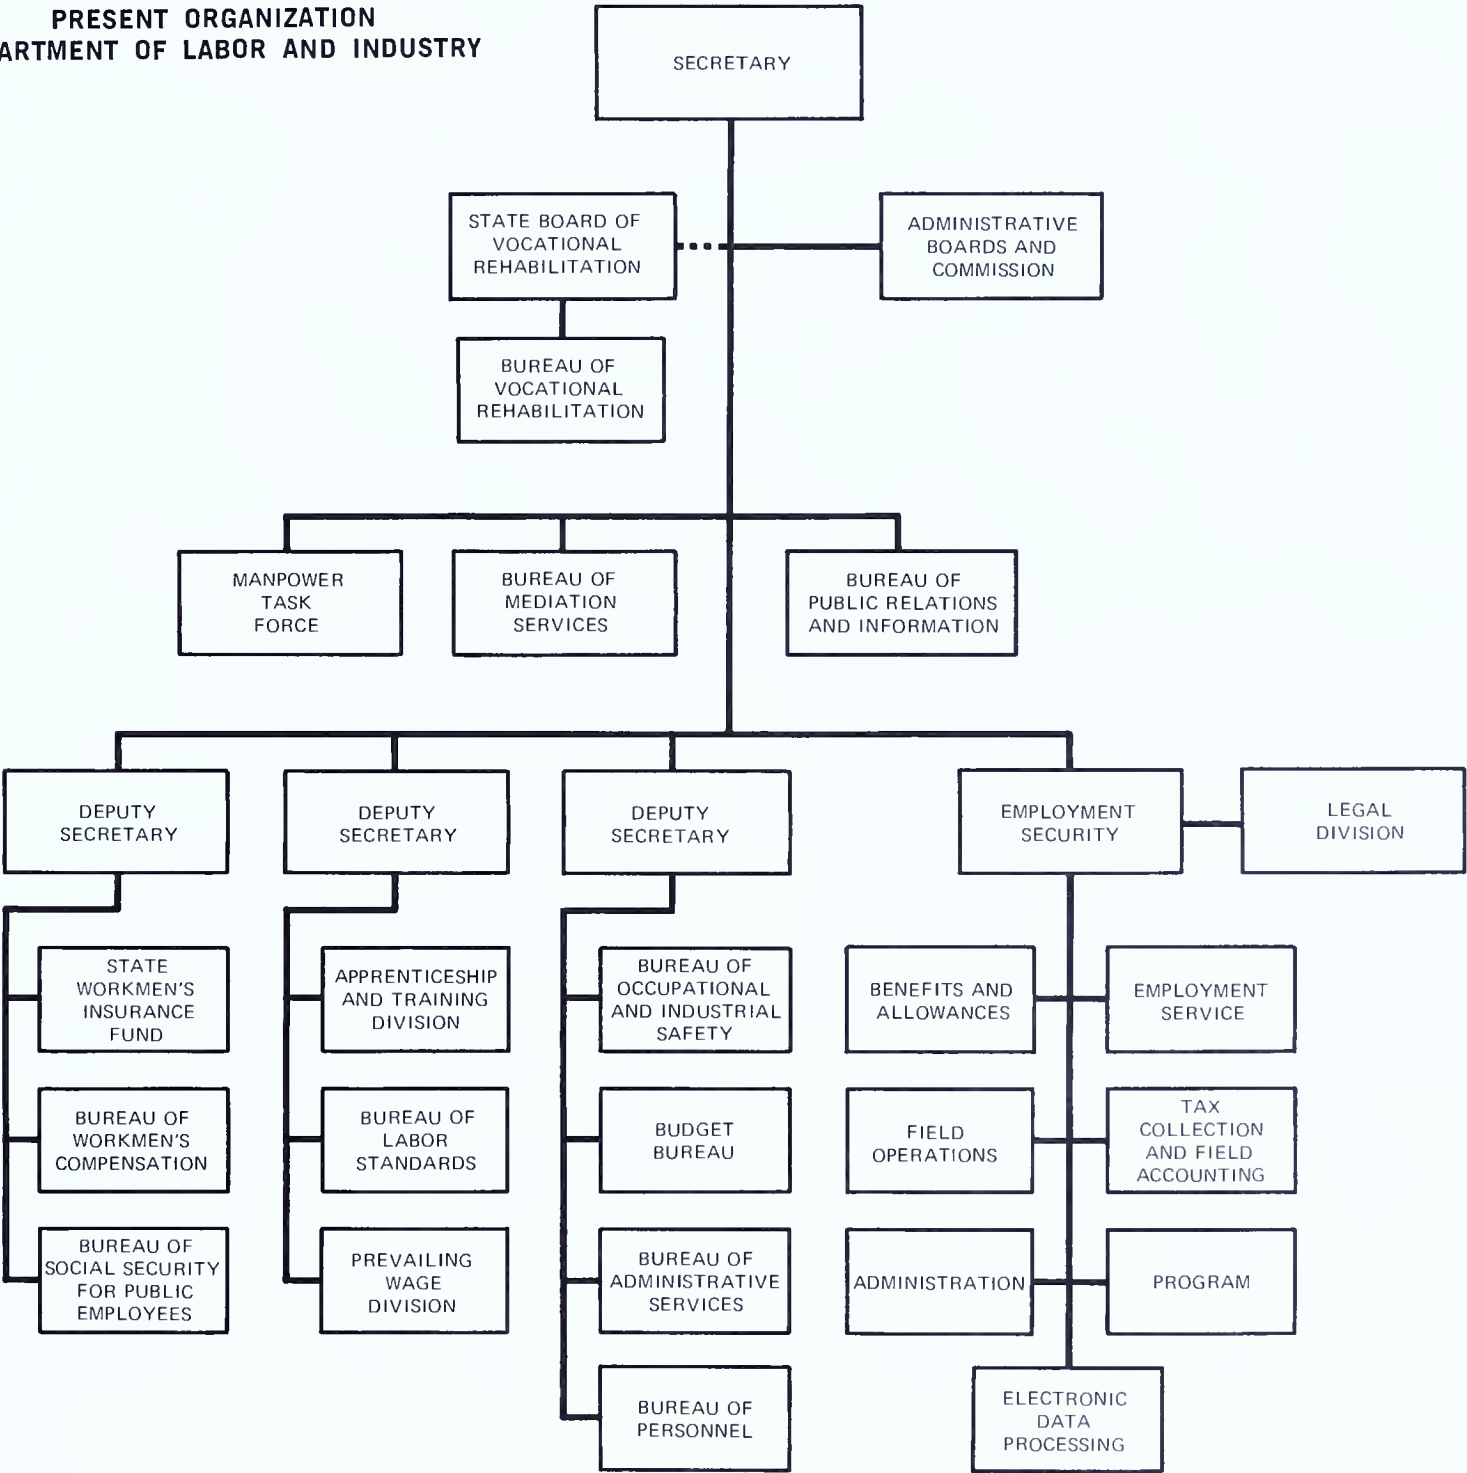 PRESENT ORGANIZATION
ARTMENT OF LABOR AND INDUSTRY
SECRETARY
STATE BOARD OF
VOCATIONAL
REHABILITATION
ADMINISTRATIVE
BOARDS AND
COMMISSION
BUREAU OF
VOCATIONAL
REHABILITATION
MANPOWER
TASK
FORCE
BUREAU OF
MEDIATION
SERVICES
BUREAU OF
PUBLIC RELATIONS
AND INFORMATION
DEPUTY
SECRETARY
DEPUTY
SECRETARY
DEPUTY
SECRETARY
EMPLOYMENT
SECURITY
LEGAL
DIVISION
STATE
WORKMEN'S
INSURANCE
FUND
APPRENTICESHIP
AND TRAINING
DIVISION
BUREAU OF
OCCUPATIONAL
AND INDUSTRIAL
SAFETY
BENEFITS AND
ALLOWANCES
EMPLOYMENT
SERVICE
BUREAU OF
WORKMEN'S
COMPENSATION
BUREAU OF
LABOR
STANDARDS
BUDGET
BUREAU
FIELD
OPERATIONS
TAX
COLLECTION
AND FIELD
ACCOUNTING
BUREAU OF
SOCIAL SECURITY
FOR PUBLIC
EMPLOYEES
PREVAILING
WAGE
DIVISION
BUREAU OF
ADMINISTRATIVE
SERVICES
ADMINISTRATION
PROGRAM
BUREAU OF
PERSONNEL
ELECTRONIC
DATA
PROCESSING